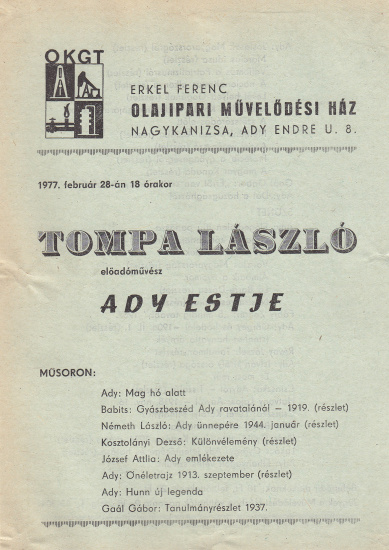 OKGT
ERKEL FERENC
OLAJIPARI MŰVELŐDÉSI HÁZ
NAGYKANIZSA, ADY ENDRE U. 8.
1977. február 28-án 18 órakor
TOMPA LÁSZLÓ
előadóművész
ADY ESTJE
MŰSORON:
Ady: Mag hó alatt
Babits: Gyászbeszéd Ady ravatalánál – 1919. (részlet)
Németh László: Ady ünnepére 1944. január (részlet)
Kosztolányi Dezső: Különvélemény (részlet)
József Attlia: Ady emlékezete
Ady: Önéletrajz 1913. szeptember (részlet)
Ady: Hunn új legenda
Gaál Gábor: Tanulmányrészlet 1937.